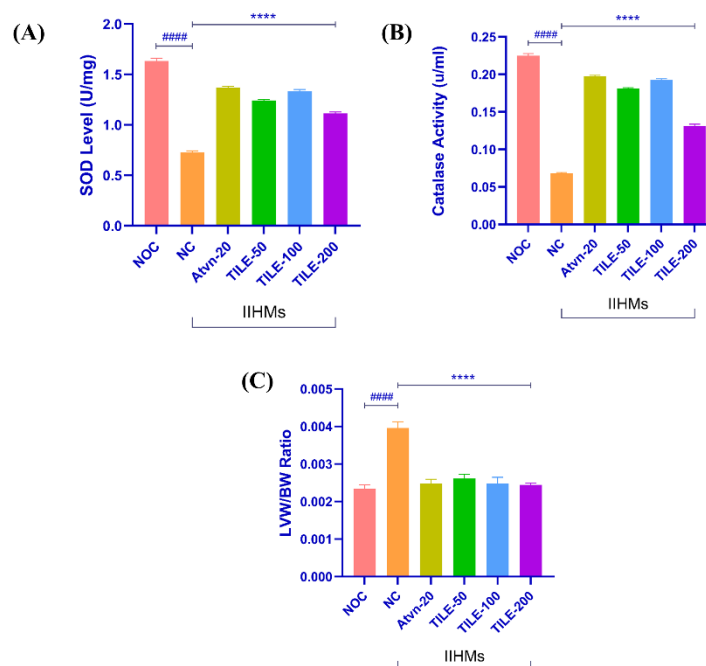 (A)
####
****
SOD Level (U/mg)
2.0
1.5
1.0
0.5
0.0
NOC
NC
Atvn-20
TILE-50
TILE-100
TILE-200
IIHMs
(B)
####
****
Catalase Activity (u/ml)
0.25
0.20
0.15
0.10
0.05
0.00
NOC
NC
Atvn-20
TILE-50
TILE-100
TILE-200
IIHMs
(C)
####
****
LVW/BW Ratio
0.005
0.004
0.003
0.002
0.001
0.000
NOC
NC
Atvn-20
TILE-50
TILE-100
TILE-200
IIHMs